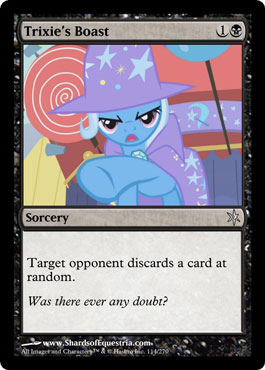 Trixie's Boast 1
Sorcery
Target opponent discards a card at
random.
Was there ever any doubt?
www.ShardsofEquestria.com
All Images and Characters™ & © Hasbro Inc. 114/270